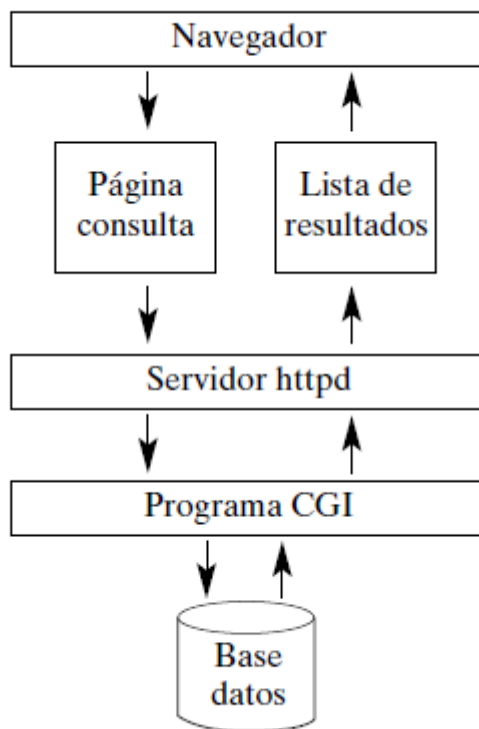 Navegador
Página
consulta
Lista de
resultados
Servidor httpd
Programa CGI
Base
datos